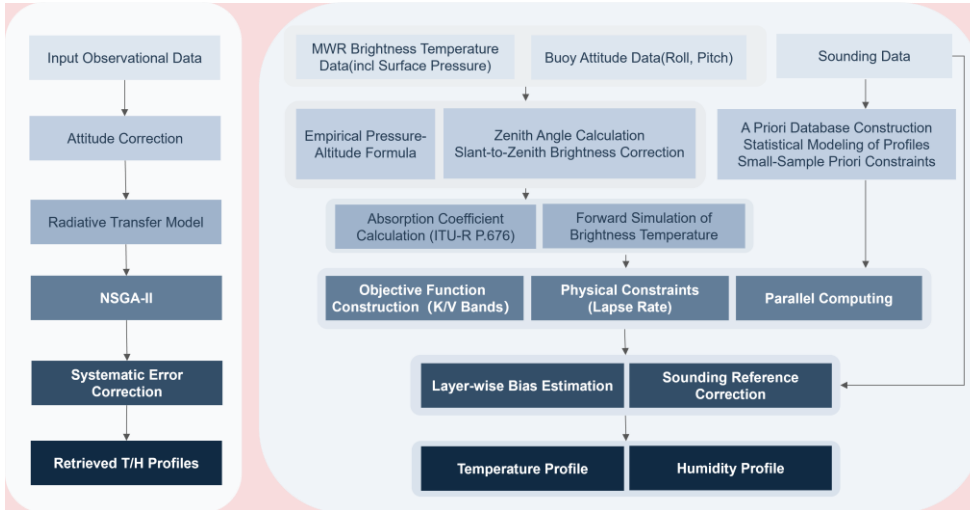 Input Observational Data
Attitude Correction
Radiative Transfer Model
NSGA-II
Systematic Error
Correction
Retrieved T/H Profiles
MWR Brightness Temperature
Data(incl Surface Pressure)
Buoy Attitude Data(Roll, Pitch)
Sounding Data
Empirical Pressure-
Altitude Formula
Zenith Angle Calculation
Slant-to-Zenith Brightness Correction
A Priori Database Construction
Statistical Modeling of Profiles
Small-Sample Priori Constraints
Absorption Coefficient
Calculation (ITU-R P.676)
Forward Simulation of
Brightness Temperature
Objective Function
Construction（K/V Bands）
Physical Constraints
(Lapse Rate)
Parallel Computing
Layer-wise Bias Estimation
Sounding Reference
Correction
Temperature Profile
Humidity Profile